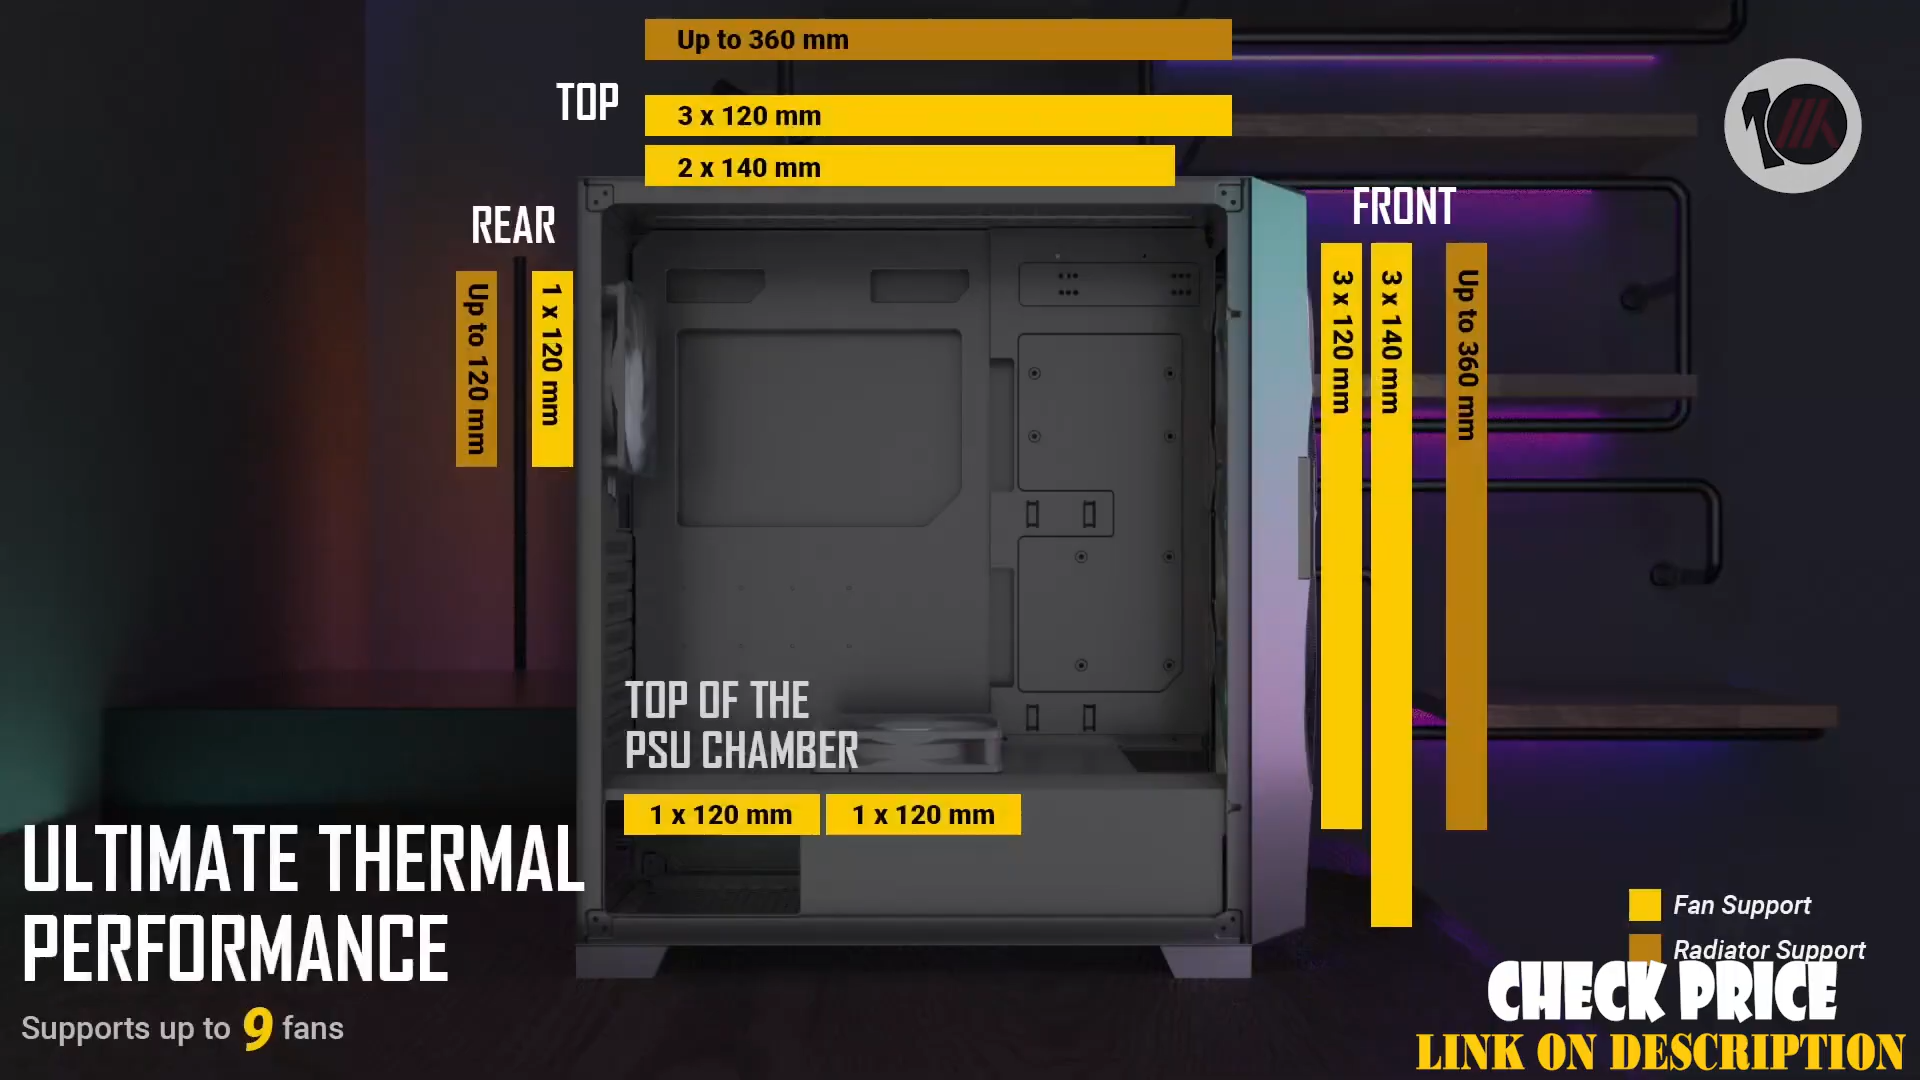 Up to 360 mm
TOP
3 x 120 mm
2 x 140 mm
REAR
Up to 120 mm
1 x 120 mm
FRONT
3 x 120 mm
3 x 140 mm
Up to 360 mm
TOP OF THE
PSU CHAMBER
1 x 120 mm
1 x 120 mm
ULTIMATE THERMAL
PERFORMANCE
Supports up to 9 fans
Fan Support
Radiator Support
CHECK PRICE
LINK ON DESCRIPTION